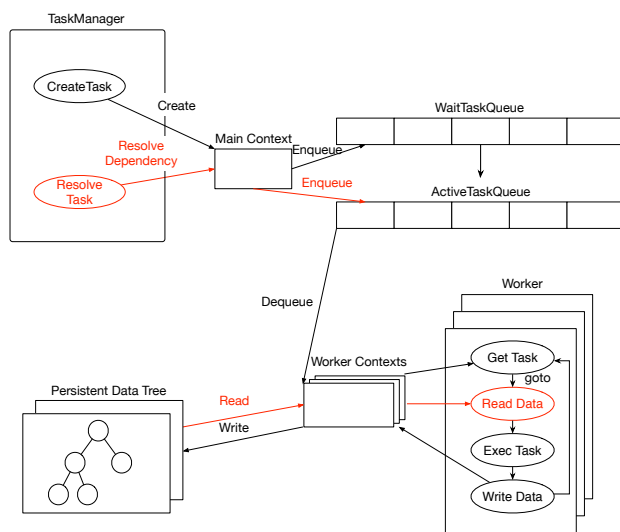 TaskManager
CreateTask
Create
Resolve
Dependency
Resolve
Task
Main Context
Enqueue
Enqueue
WaitTaskQueue
ActiveTaskQueue
Dequeue
Worker
Worker Contexts
Get Task
goto
Read Data
Exec Task
Write Data
Persistent Data Tree
Read
Write